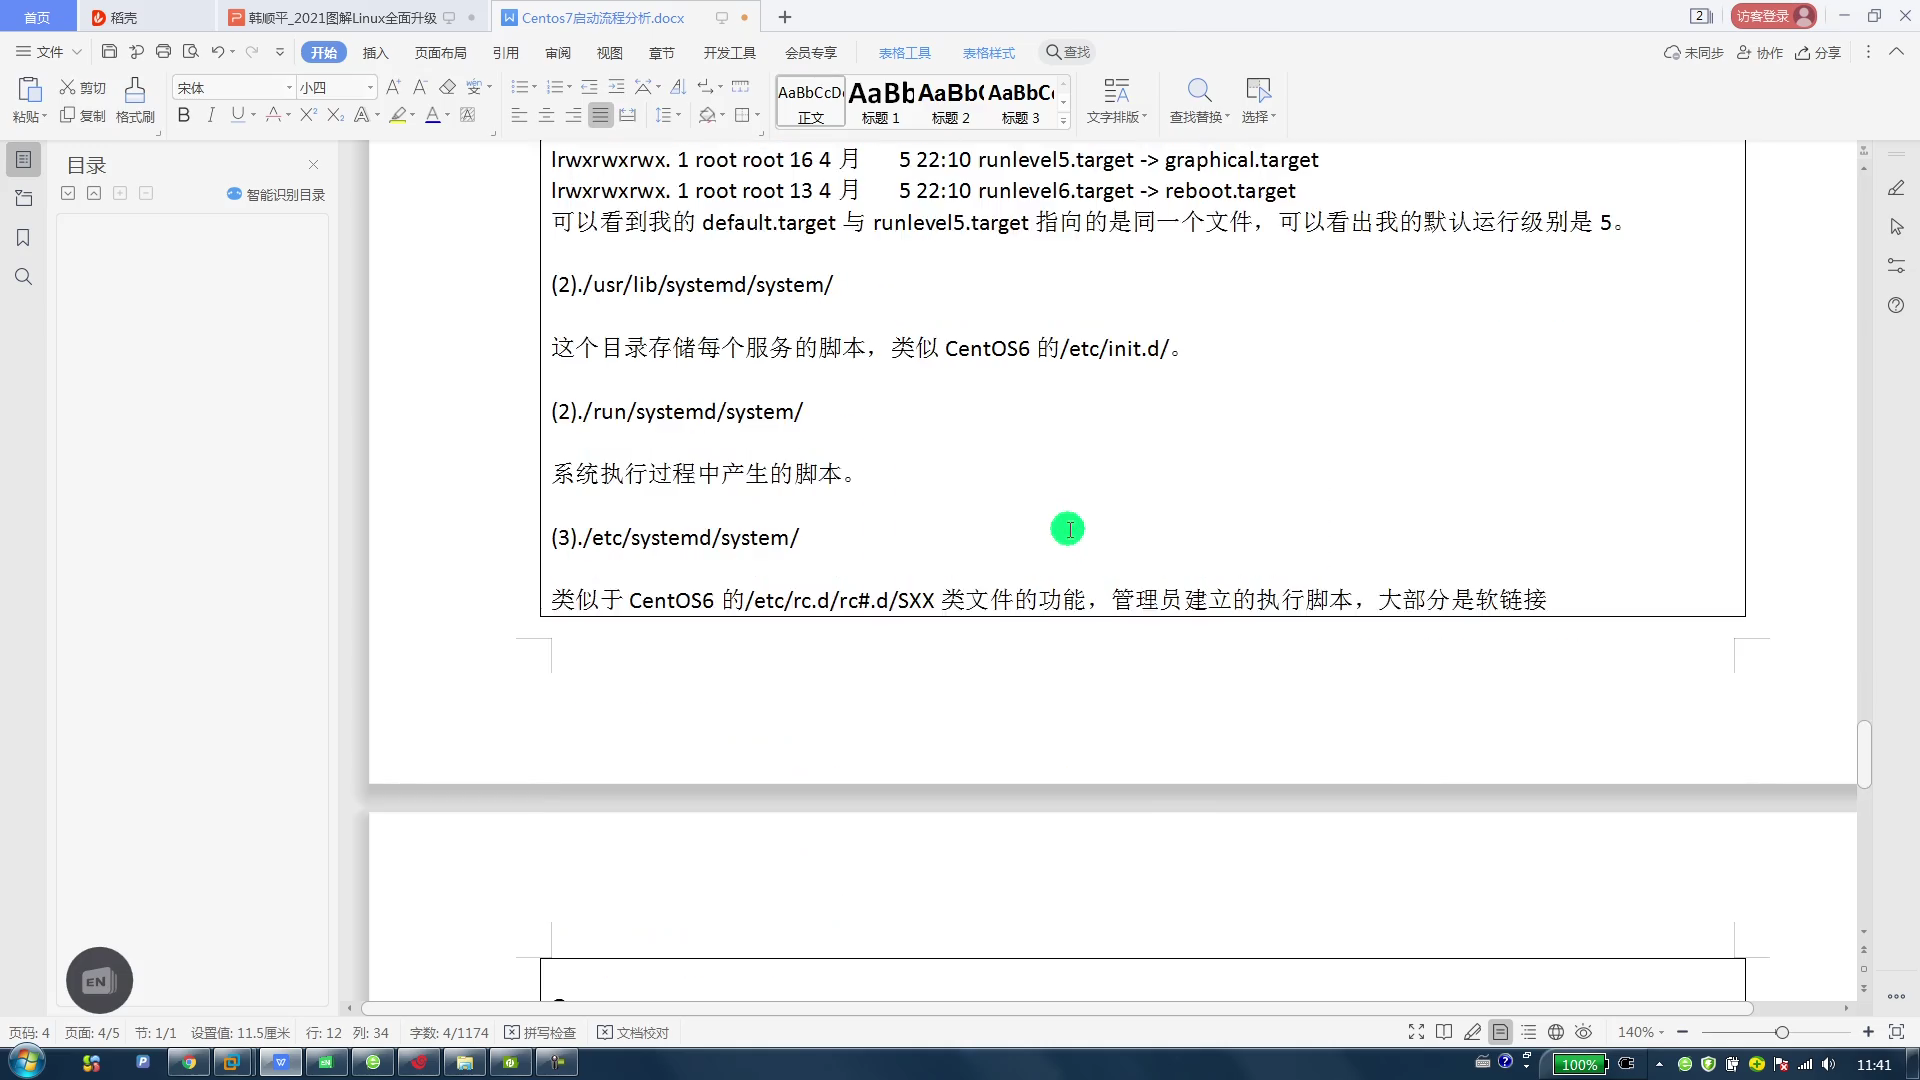 首页
稻壳
韩顺平_2021图解Linux全面升级
Centos7启动流程分析.docx
2
访客登录
文件
开始
插入
页面布局
引用
审阅
视图
章节
开发工具
会员专享
表格工具
表格样式
查找
未同步
协作
分享
粘贴
剪切
复制
格式刷
宋体
小四
AaBbCcDd
正文
AaBb
标题 1
AaBb(
标题 2
AaBbC
标题 3
文字排版
查找替换
选择
目录
智能识别目录
lrwxrwxrwx. 1 root root 16 4 月 5 22:10 runlevel5.target -> graphical.target
lrwxrwxrwx. 1 root root 13 4 月 5 22:10 runlevel6.target -> reboot.target
可以看到我的 default.target 与 runlevel5.target 指向的是同一个文件，可以看出我的默认运行级别是 5。
(2)./usr/lib/systemd/system/
这个目录存储每个服务的脚本，类似 CentOS6 的/etc/init.d/。
(2)./run/systemd/system/
系统执行过程中产生的脚本。
(3)./etc/systemd/system/
类似于 CentOS6 的/etc/rc.d/rc#.d/SXX 类文件的功能，管理员建立的执行脚本，大部分是软链接
EN
页码: 4
页面: 4/5
节: 1/1
设置值: 11.5厘米
行: 12
列: 34
字数: 4/1174
拼写检查
文档校对
140%
100%
11:41